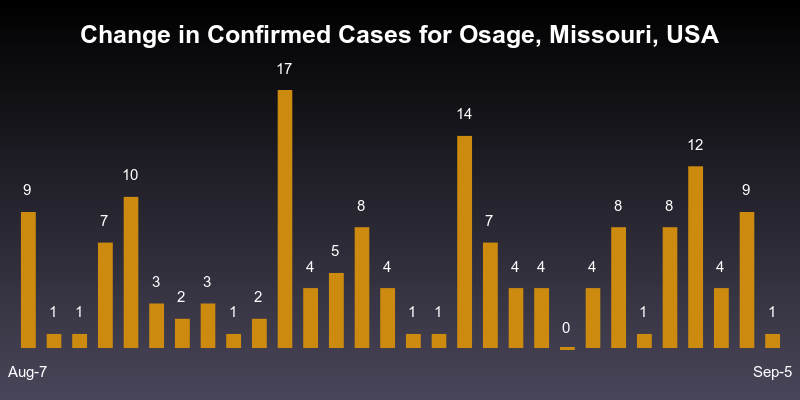 Change in Confirmed Cases for Osage, Missouri, USA
9 1 1 7 10 3 2 3 1 2 17 4 5 8 4 1 1 14 7 4 4 0 4 8 1 8 12 4 9 1
Aug-7 Sep-5